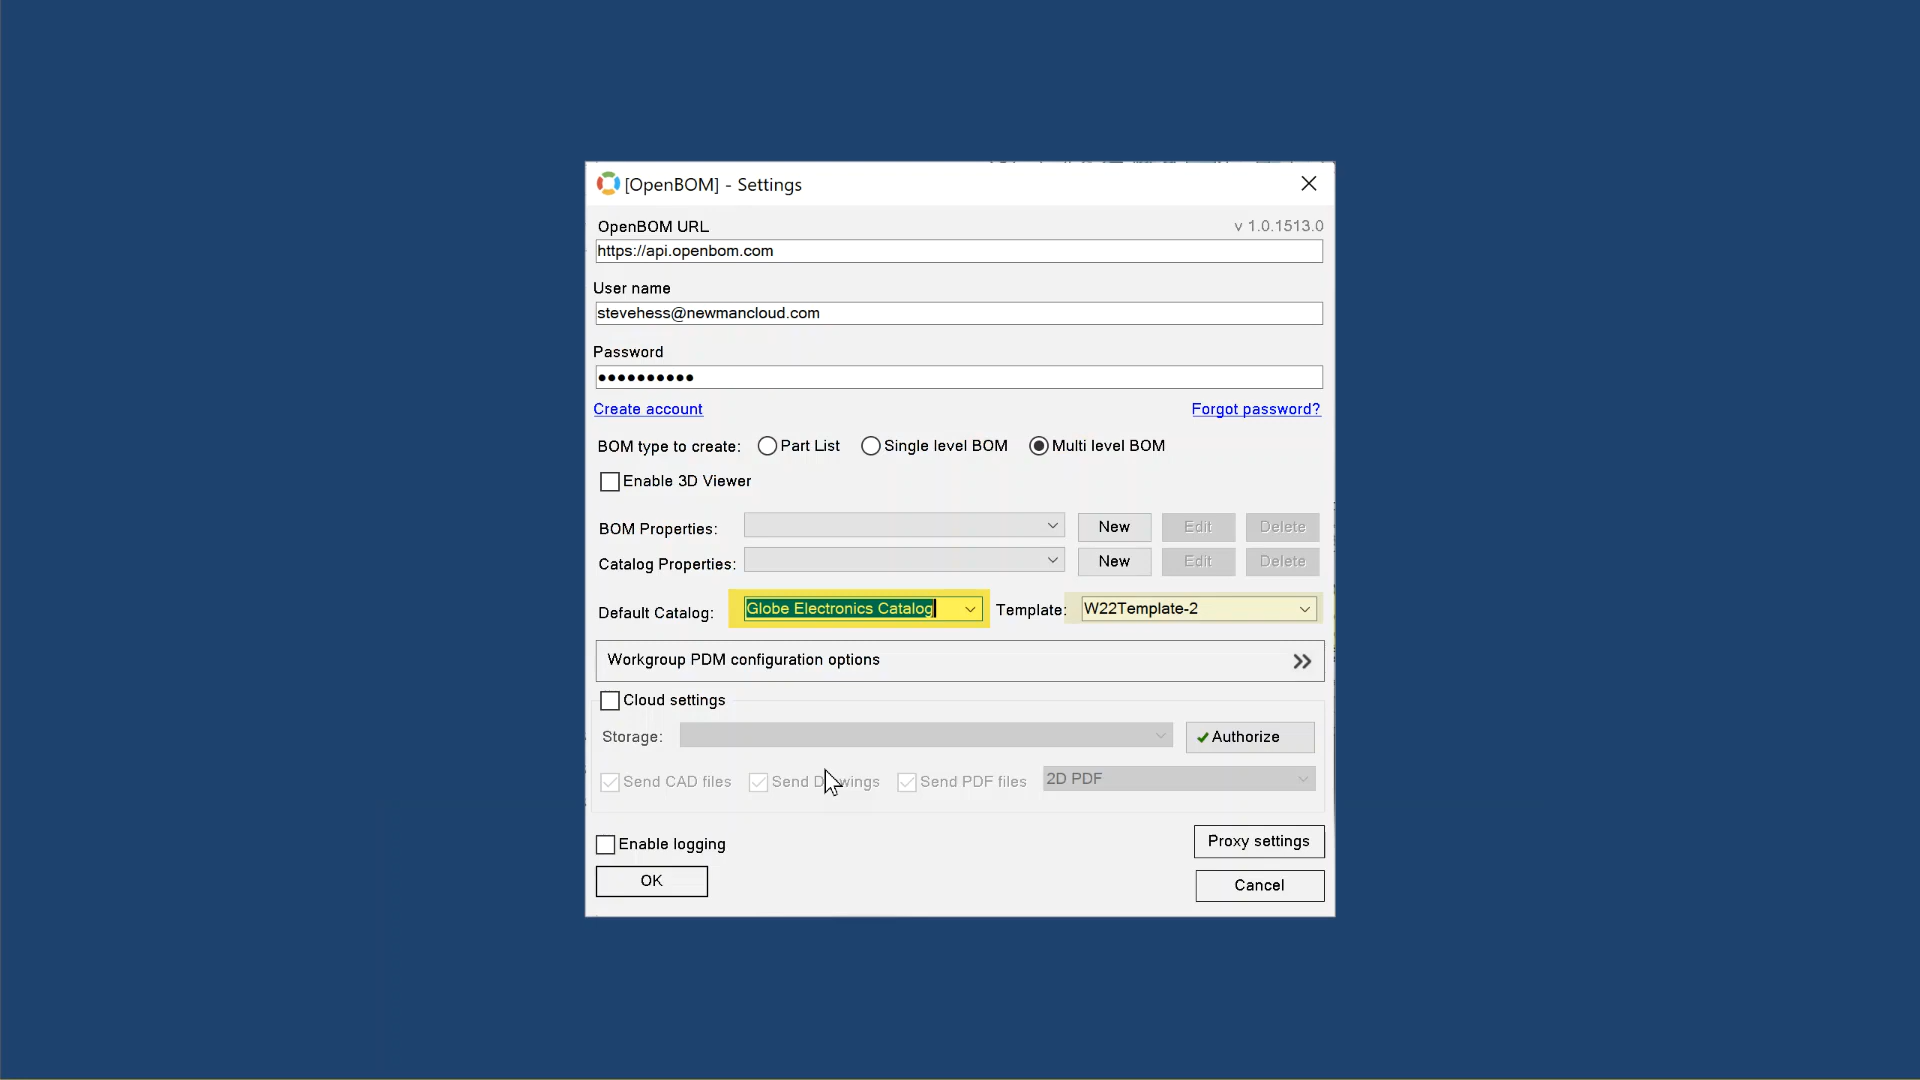 [OpenBOM] - Settings
OpenBOM URL
v 1.0.1513.0
https://api.openbom.com
User name
stevehess@newmancloud.com
Password
••••••••••
Create account
Forgot password?
BOM type to create: Part List Single level BOM Multi level BOM
Enable 3D Viewer
BOM Properties: New Edit Delete
Catalog Properties: New Edit Delete
Default Catalog: Globe Electronics Catalog Template: W22Template-2
Workgroup PDM configuration options
Cloud settings
Storage: Authorize
Send CAD files Send Drawings Send PDF files 2D PDF
Enable logging
Proxy settings
OK
Cancel